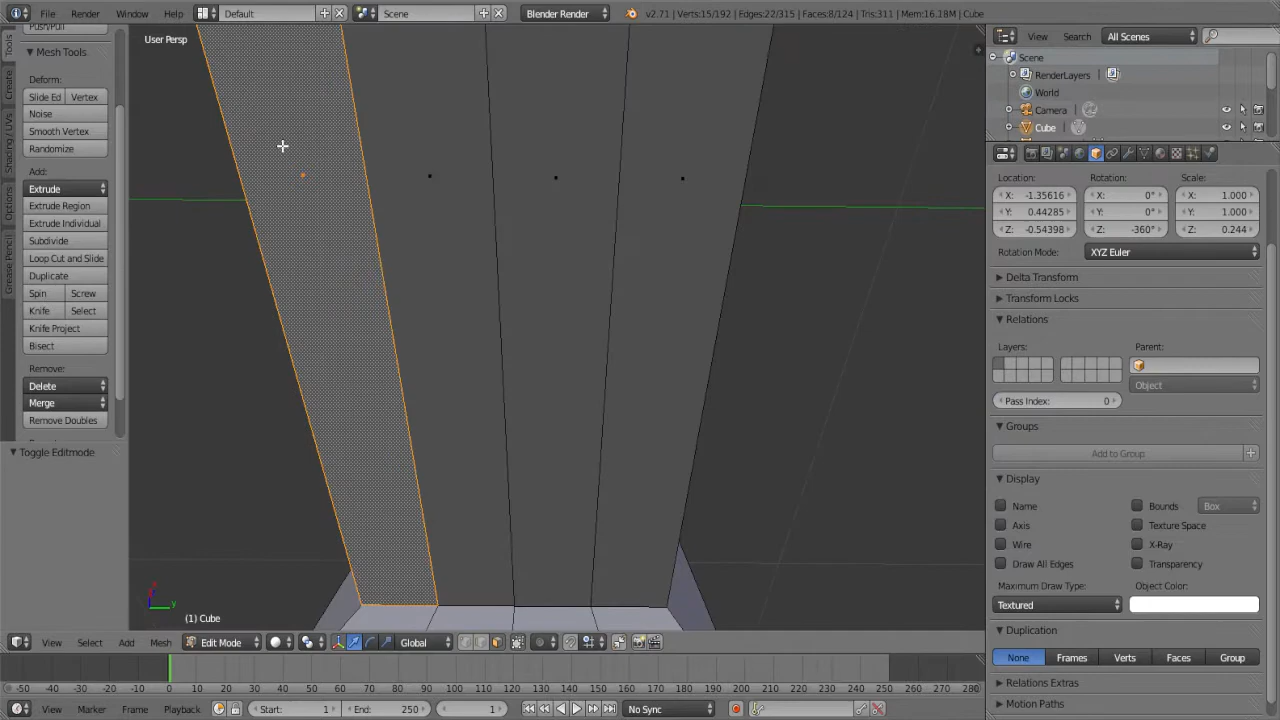 File Render Window Help Default Scene Blender Render v2.71 | Verts:15/192 | Edges:22/315 | Faces:8/124 | Tris:311 | Mem:16.18M | Cube
Push/Pull
Mesh Tools
Deform:
Slide Ed Vertex
Noise
Smooth Vertex
Randomize
Add:
Extrude
Extrude Region
Extrude Individual
Subdivide
Loop Cut and Slide
Duplicate
Spin Screw
Knife Select
Knife Project
Bisect
Remove:
Delete
Merge
Remove Doubles
Toggle Editmode
Tools
Create
Shading / UVs
Options
Grease Pencil
User Persp
(1) Cube
View Search All Scenes
Scene
RenderLayers
World
Camera
Cube
Location: Rotation: Scale:
X: -1.35616 X: 0° X: 1.000
Y: 0.44285 Y: 0° Y: 1.000
Z: -0.54398 Z: -360° Z: 0.244
Rotation Mode: XYZ Euler
Delta Transform
Transform Locks
Relations
Layers: Parent:
Object
Pass Index: 0
Groups
Add to Group
Display
Name Bounds Box
Axis Texture Space
Wire X-Ray
Draw All Edges Transparency
Maximum Draw Type: Object Color:
Textured
Duplication
None Frames Verts Faces Group
Relations Extras
Motion Paths
View Select Add Mesh Edit Mode Global
-50 -40 -30 -20 -10 0 10 20 30 40 50 60 70 80 90 100 110 120 130 140 150 160 170 180 190 200 210 220 230 240 250 260 270 280
View Marker Frame Playback Start: 1 End: 250 1 No Sync